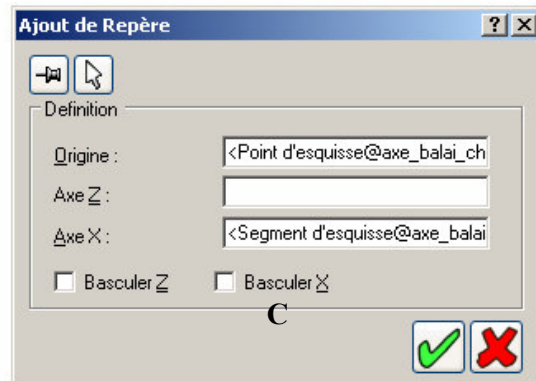 Ajout de Repère
Definition
Origine : <Point d'esquisse@axe_balai_ch
Axe Z :
Axe X : <Segment d'esquisse@axe_balai
Basculer Z Basculer X
C